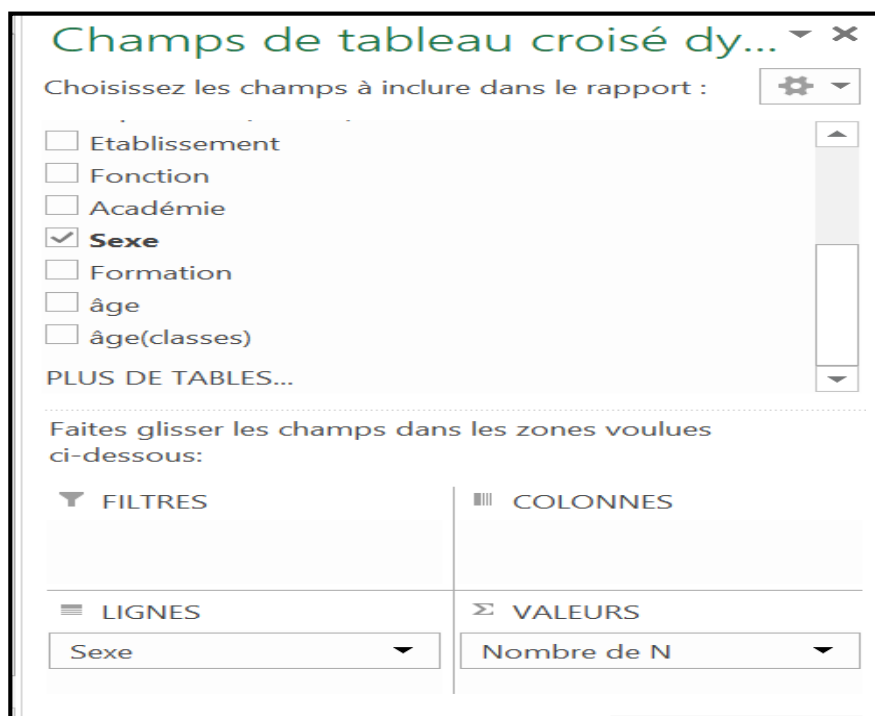 Champs de tableau croisé dy...
Choisissez les champs à inclure dans le rapport :
Etablissement
Fonction
Académie
Sexe
Formation
âge
âge(classes)
PLUS DE TABLES...
Faites glisser les champs dans les zones voulues
ci-dessous:
FILTRES
COLONNES
LIGNES
Σ VALEURS
Sexe
Nombre de N